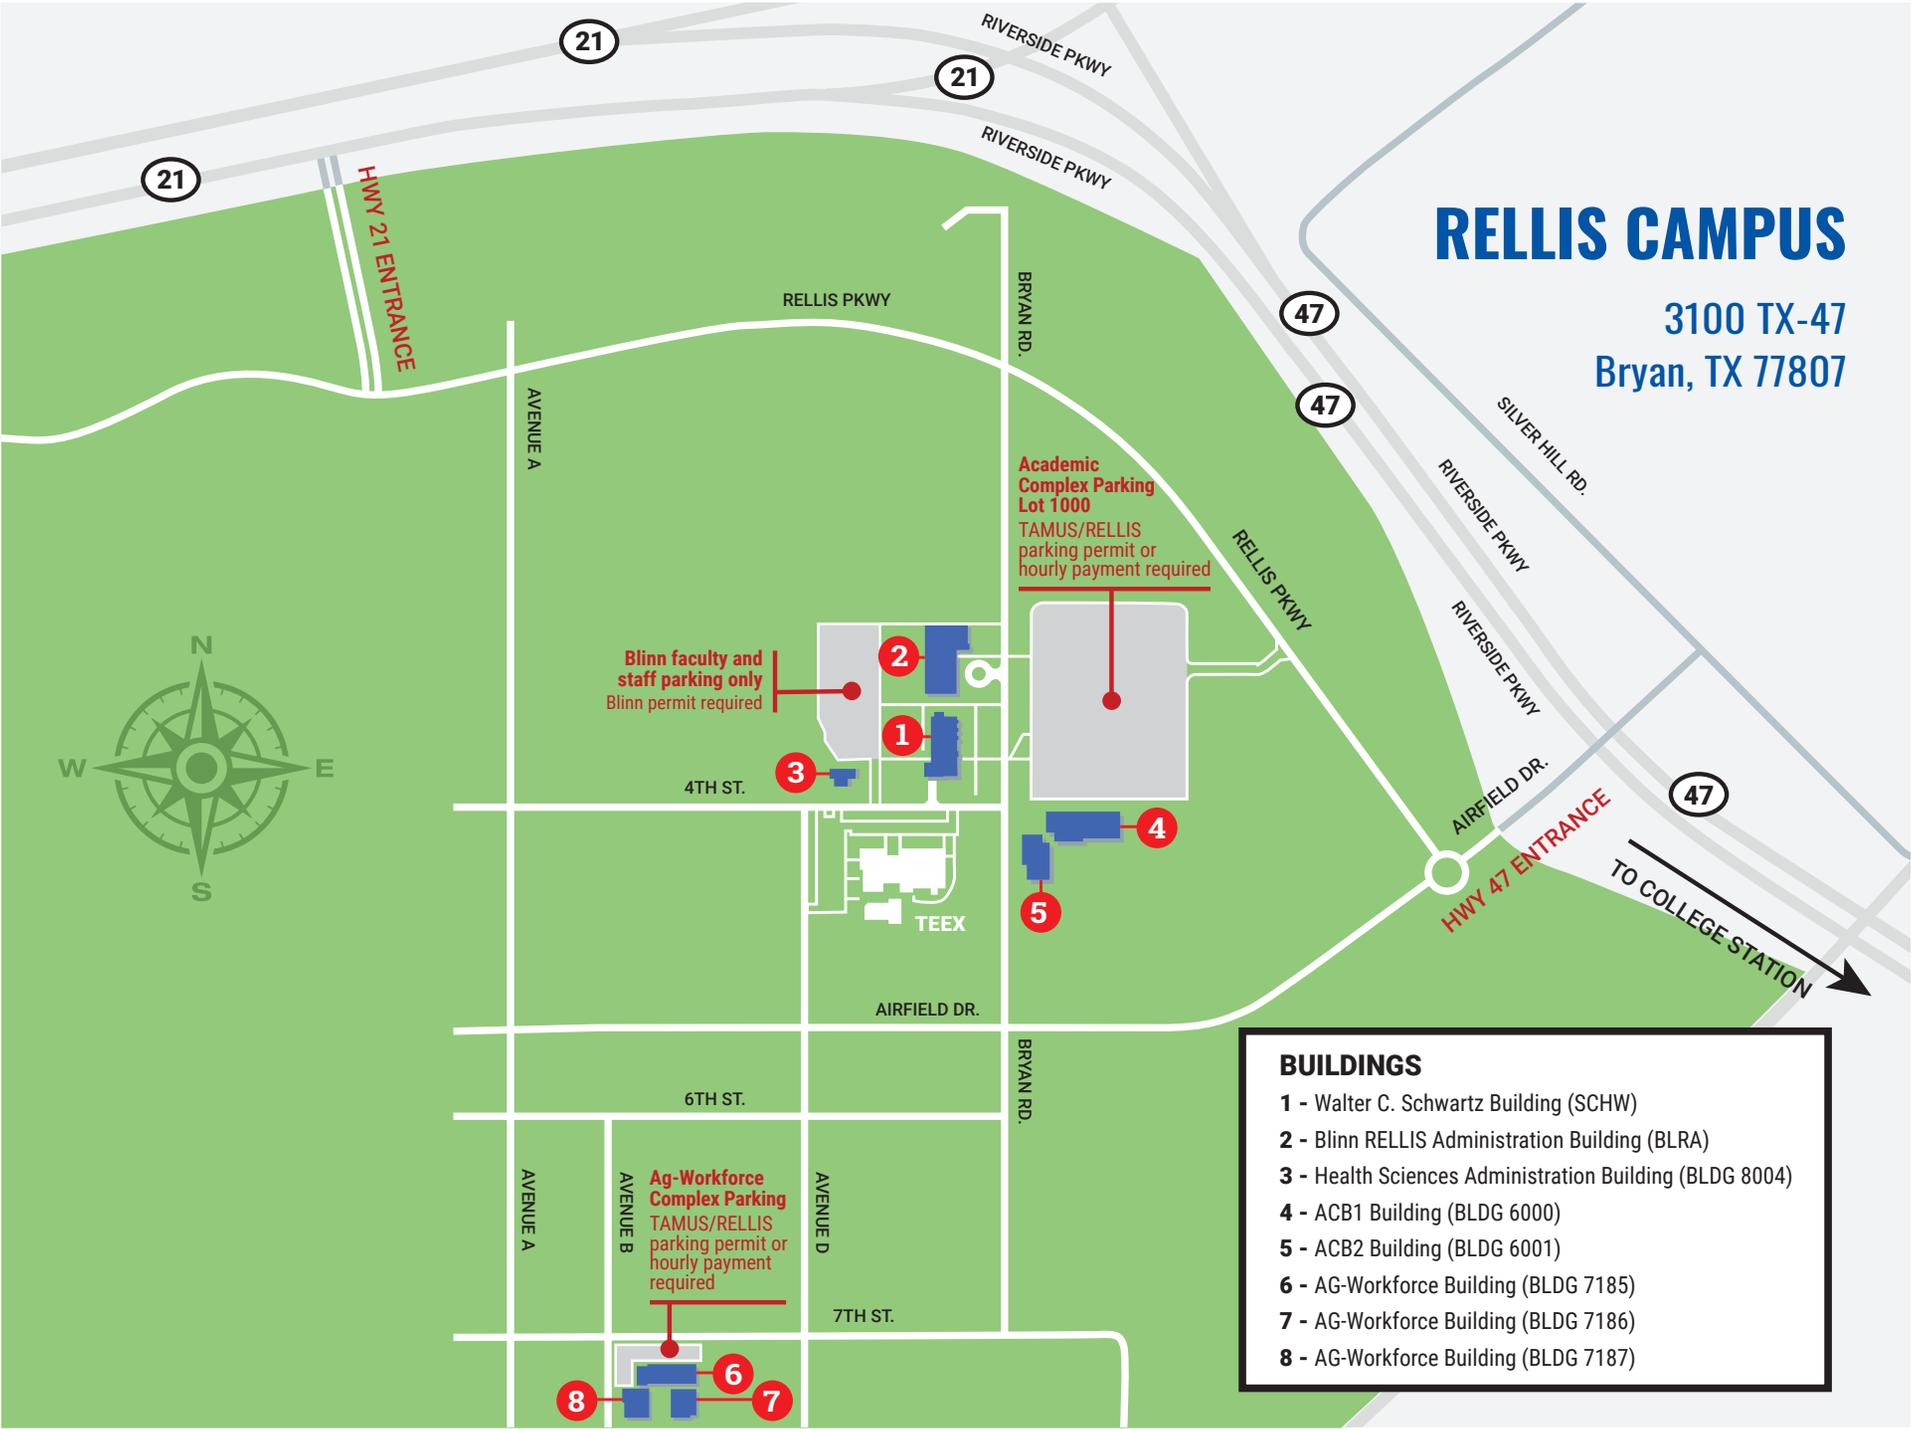 21
21
21
RIVERSIDE PKWY
RIVERSIDE PKWY
HWY 21 ENTRANCE
RELLIS CAMPUS
3100 TX-47
Bryan, TX 77807
RELLIS PKWY
BRYAN RD.
47
47
AVENUE A
SILVER HILL RD.
RIVERSIDE PKWY
RIVERSIDE PKWY
Academic
Complex Parking
Lot 1000
TAMUS/RELLIS
parking permit or
hourly payment required
RELLIS PKWY
N
W
E
S
Blinn faculty and
staff parking only
Blinn permit required
2
1
3
4TH ST.
4
5
TEEX
AIRFIELD DR.
HWY 47 ENTRANCE
47
TO COLLEGE STATION
AIRFIELD DR.
BRYAN RD.
6TH ST.
AVENUE A
AVENUE B
Ag-Workforce
Complex Parking
TAMUS/RELLIS
parking permit or
hourly payment
required
AVENUE D
7TH ST.
6
8
7
BUILDINGS
1 - Walter C. Schwartz Building (SCHW)
2 - Blinn RELLIS Administration Building (BLRA)
3 - Health Sciences Administration Building (BLDG 8004)
4 - ACB1 Building (BLDG 6000)
5 - ACB2 Building (BLDG 6001)
6 - AG-Workforce Building (BLDG 7185)
7 - AG-Workforce Building (BLDG 7186)
8 - AG-Workforce Building (BLDG 7187)